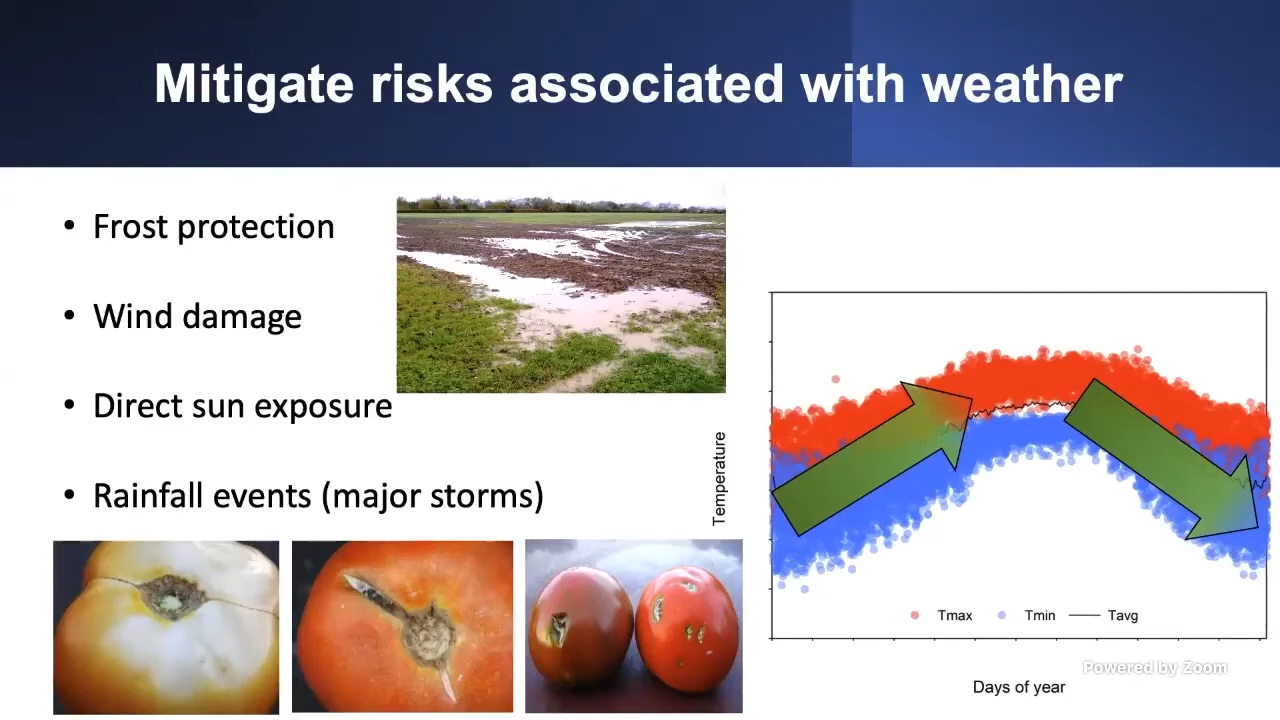 Mitigate risks associated with weather
• Frost protection
• Wind damage
• Direct sun exposure
• Rainfall events (major storms)
Temperature
Tmax Tmin Tavg
Powered by Zoom
Days of year